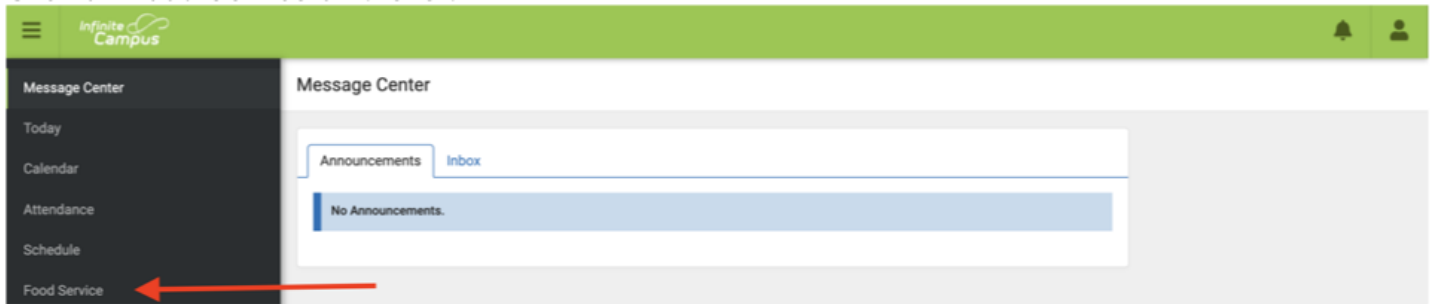 Infinite
Campus
Message Center
Message Center
Today
Calendar
Attendance
Schedule
Food Service
Announcements
Inbox
No Announcements.